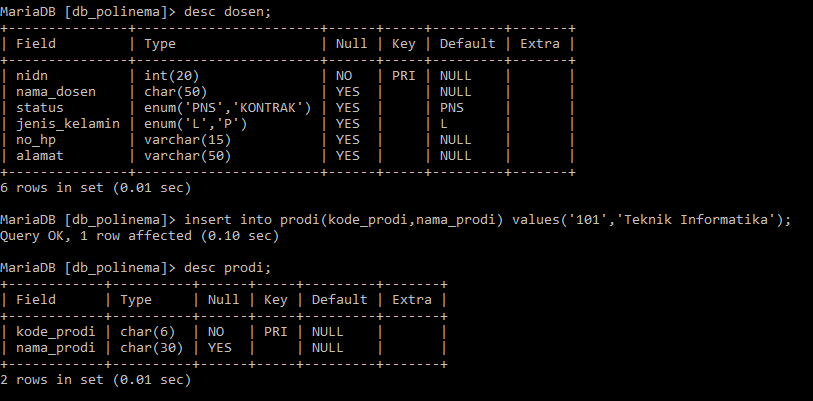 MariaDB [db_polinema]> desc dosen;
+---------------+-----------------------+------+-----+---------+-------+
| Field         | Type                  | Null | Key | Default | Extra |
+---------------+-----------------------+------+-----+---------+-------+
| nidn          | int(20)               | NO   | PRI | NULL    |       |
| nama_dosen    | char(50)              | YES  |     | NULL    |       |
| status        | enum('PNS','KONTRAK') | YES  |     | PNS     |       |
| jenis_kelamin | enum('L','P')         | YES  |     | L       |       |
| no_hp         | varchar(15)           | YES  |     | NULL    |       |
| alamat        | varchar(50)           | YES  |     | NULL    |       |
+---------------+-----------------------+------+-----+---------+-------+
6 rows in set (0.01 sec)

MariaDB [db_polinema]> insert into prodi(kode_prodi,nama_prodi) values('101','Teknik Informatika');
Query OK, 1 row affected (0.10 sec)

MariaDB [db_polinema]> desc prodi;
+------------+----------+------+-----+---------+-------+
| Field      | Type     | Null | Key | Default | Extra |
+------------+----------+------+-----+---------+-------+
| kode_prodi | char(6)  | NO   | PRI | NULL    |       |
| nama_prodi | char(30) | YES  |     | NULL    |       |
+------------+----------+------+-----+---------+-------+
2 rows in set (0.01 sec)